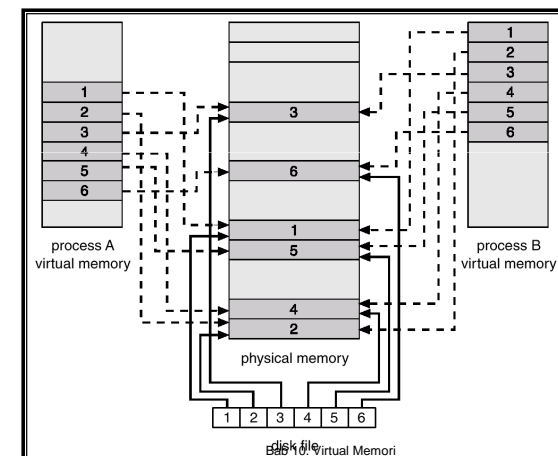 1
2
3
4
5
6
process A
virtual memory
3
6
1
5
4
2
physical memory
1
2
3
4
5
6
process B
virtual memory
1 2 3 4 5 6
disk file
Bab 10. Virtual Memori